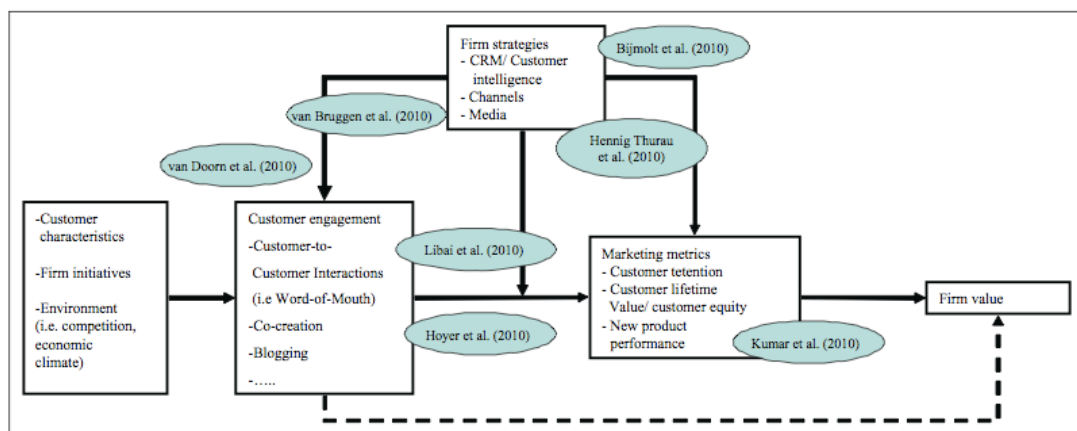 Firm strategies
- CRM/ Customer
intelligence
- Channels
- Media
Bijmolt et al. (2010)
van Bruggen et al. (2010)
Hennig Thurau
et al. (2010)
van Doorn et al. (2010)
-Customer
characteristics
-Firm initiatives
-Environment
(i.e. competition,
economic
climate)
Customer engagement
-Customer-to-
Customer Interactions
(i.e Word-of-Mouth)
-Co-creation
-Blogging
-.....
Libai et al. (2010)
Hoyer et al. (2010)
Marketing metrics
- Customer tetention
- Customer lifetime
Value/ customer equity
- New product
performance
Kumar et al. (2010)
Firm value